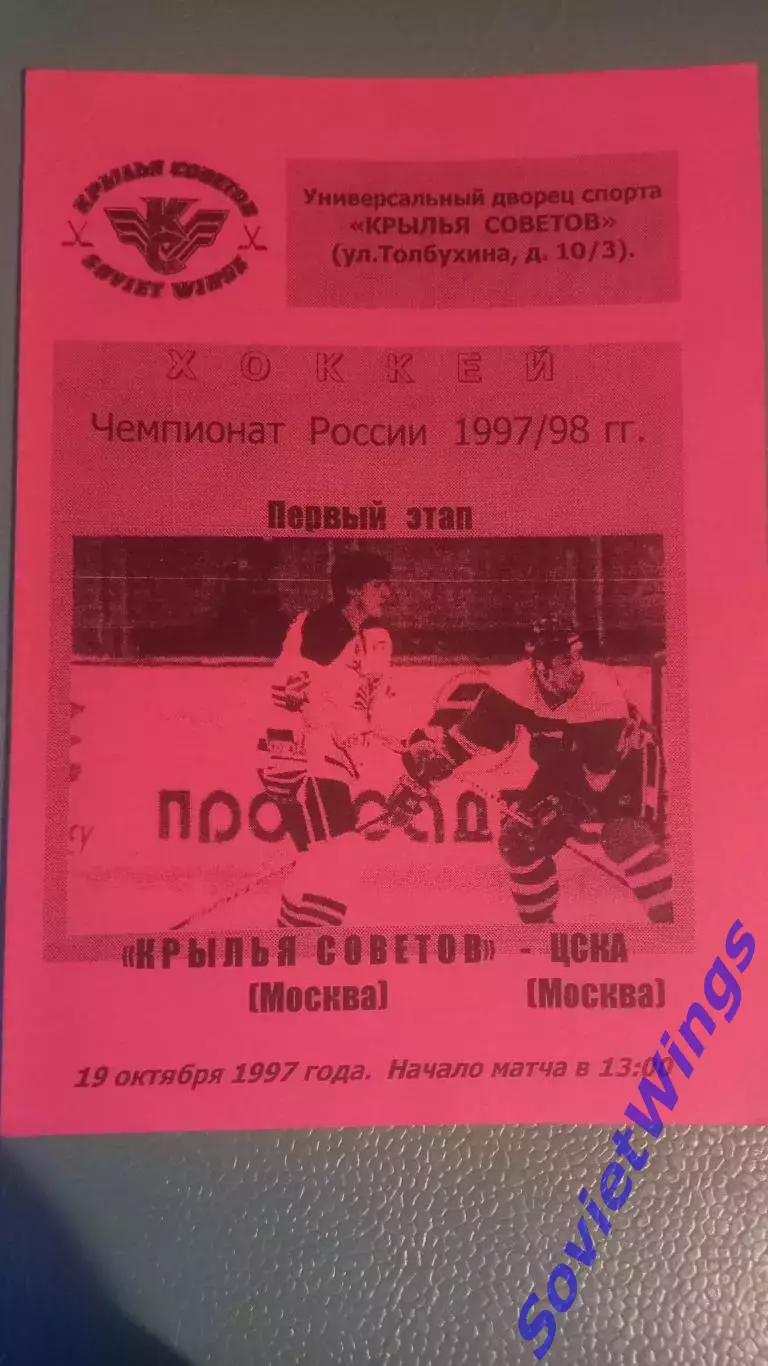 КРЫЛЬЯ СОВЕТОВ
SOVIET WINGS
Универсальный дворец спорта
«КРЫЛЬЯ СОВЕТОВ»
(ул.Толбухина, д. 10/3).
ХОККЕЙ
Чемпионат России 1997/98 гг.
Первый этап
«КРЫЛЬЯ СОВЕТОВ» - ЦСКА
(Москва) (Москва)
19 октября 1997 года. Начало матча в 13:00
SovietWings